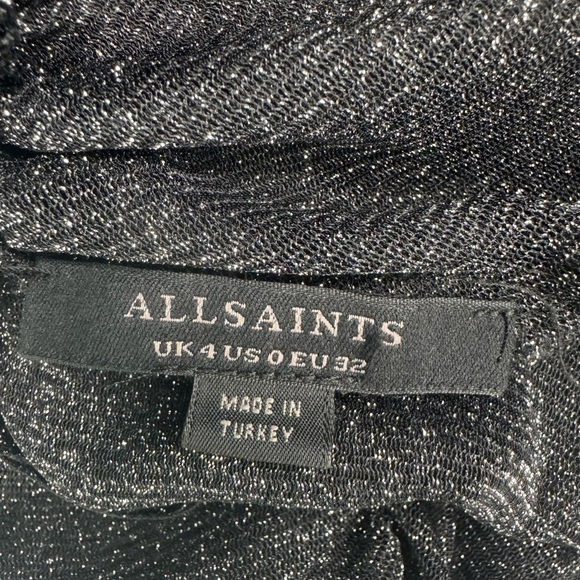 ALLSAINTS
UK 4 US 0 EU 32
MADE IN
TURKEY